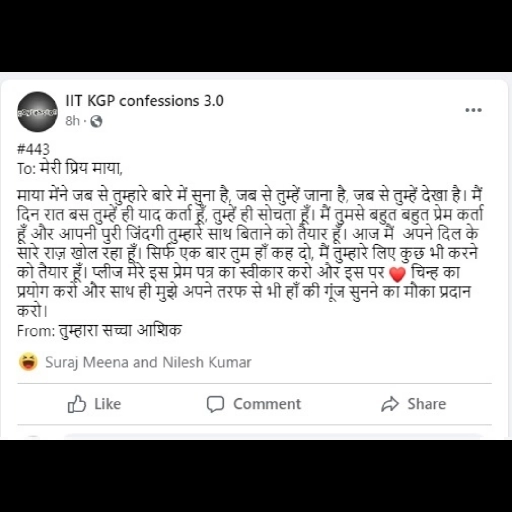 IIT KGP confessions 3.0
8h
#443
To: मेरी प्रिय माया,
माया मेंने जब से तुम्हारे बारे में सुना है, जब से तुम्हें जाना है, जब से तुम्हें देखा है। मैं
दिन रात बस तुम्हें ही याद कर्ता हूँ, तुम्हें ही सोचता हूँ। मैं तुमसे बहुत बहुत प्रेम कर्ता
हूँ और आपनी पुरी जिंदगी तुम्हारे साथ बिताने को तैयार हूँ। आज मैं अपने दिल के
सारे राज़ खोल रहा हूँ। सिर्फ एक बार तुम हाँ कह दो, मैं तुम्हारे लिए कुछ भी करने
को तैयार हूँ। प्लीज मेरे इस प्रेम पत्र का स्वीकार करो और इस पर ❤️ चिन्ह का
प्रयोग करो और साथ ही मुझे अपने तरफ से भी हाँ की गूंज सुनने का मौका प्रदान
करो।
From: तुम्हारा सच्चा आशिक
Suraj Meena and Nilesh Kumar
Like Comment Share